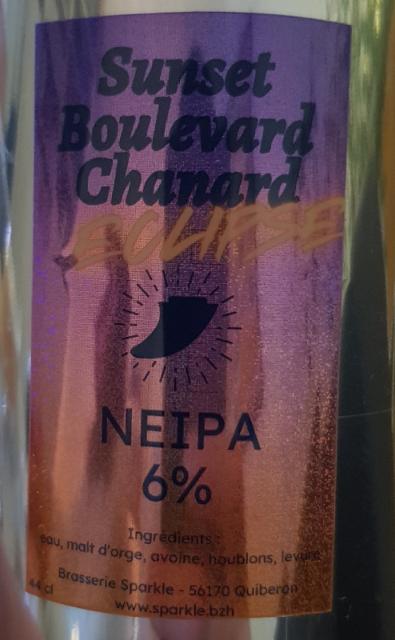 Sunset
Boulevard
Chanard
ECLIPSE
NEIPA
6%
Ingrédients :
eau, malt d'orge, avoine, houblons, levure
Brasserie Sparkle - 56170 Quiberon
44 cl
www.sparkle.bzh